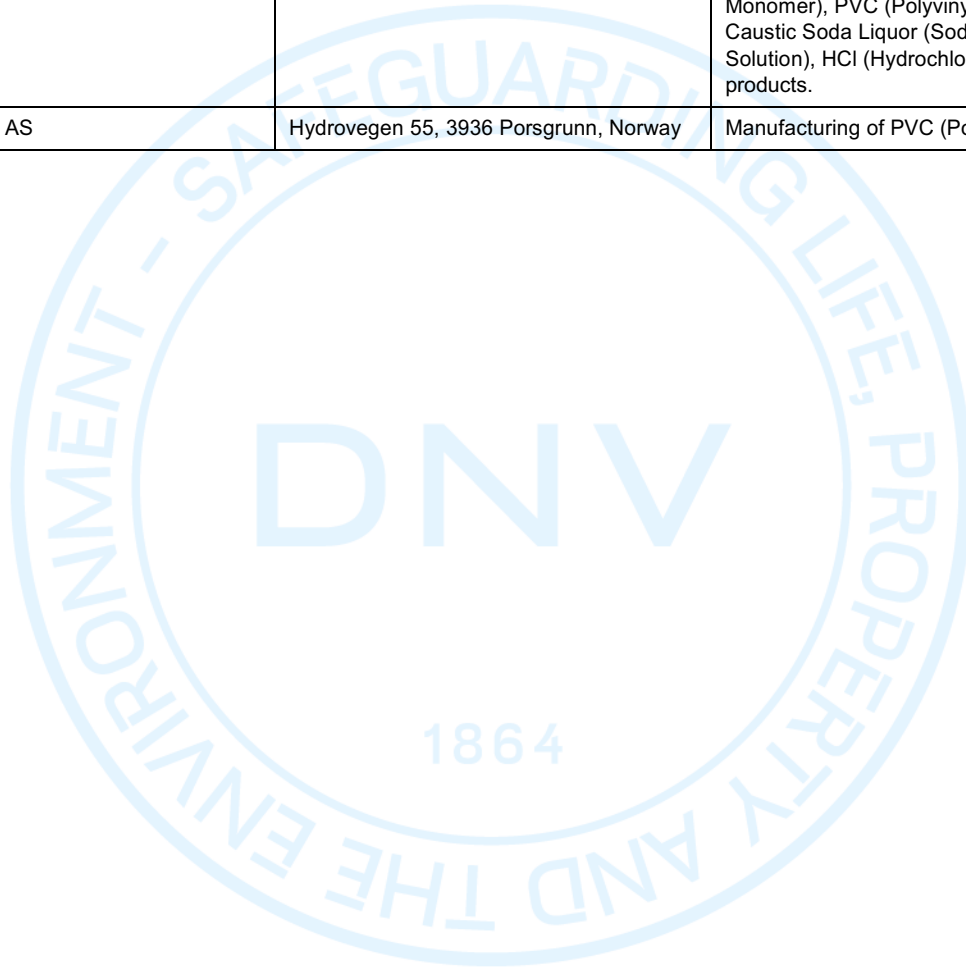 Monomer), PVC (Polyviny
Caustic Soda Liquor (Sod
Solution), HCl (Hydrochlo
products.
AS
Hydrovegen 55, 3936 Porsgrunn, Norway
Manufacturing of PVC (Po
SAFEGUARDING LIFE, PROPERTY AND THE ENVIRONMENT -
DNV
1864